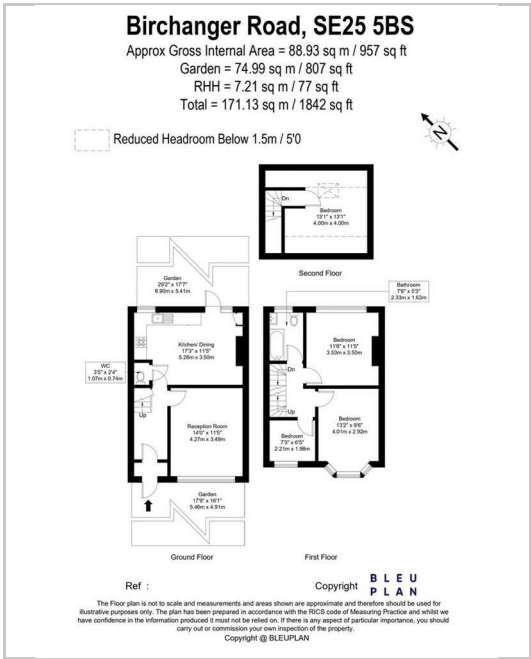 Birchanger Road, SE25 5BS
Approx Gross Internal Area = 88.93 sq m / 957 sq ft
Garden = 74.99 sq m / 807 sq ft
RHH = 7.21 sq m / 77 sq ft
Total = 171.13 sq m / 1842 sq ft
Reduced Headroom Below 1.5m / 5'0
N
Dn
Bedroom
13'1" x 13'1"
4.00m x 4.00m
Second Floor
Garden
29'2" x 17'7"
8.90m x 5.41m
Bathroom
7'6" x 5'3"
2.33m x 1.63m
Kitchen/ Dining
17'3" x 11'5"
5.26m x 3.50m
WC
3'5" x 2'4"
1.07m x 0.74m
Up
Reception Room
14'0" x 11'5"
4.27m x 3.49m
Garden
17'9" x 16'1"
5.46m x 4.91m
Ground Floor
Bedroom
11'6" x 11'5"
3.53m x 3.50m
Dn
Up
Bedroom
13'2" x 9'6"
4.01m x 2.92m
Bedroom
7'3" x 6'5"
2.21m x 1.98m
First Floor
Ref :
Copyright
BLEU
PLAN
The Floor plan is not to scale and measurements and areas shown are approximate and therefore should be used for
illustrative purposes only. The plan has been prepared in accordance with the RICS code of Measuring Practice and whilst we
have confidence in the information produced it must not be relied on. If there is any aspect of particular importance, you should
carry out or commission your own inspection of the property.
Copyright @ BLEUPLAN